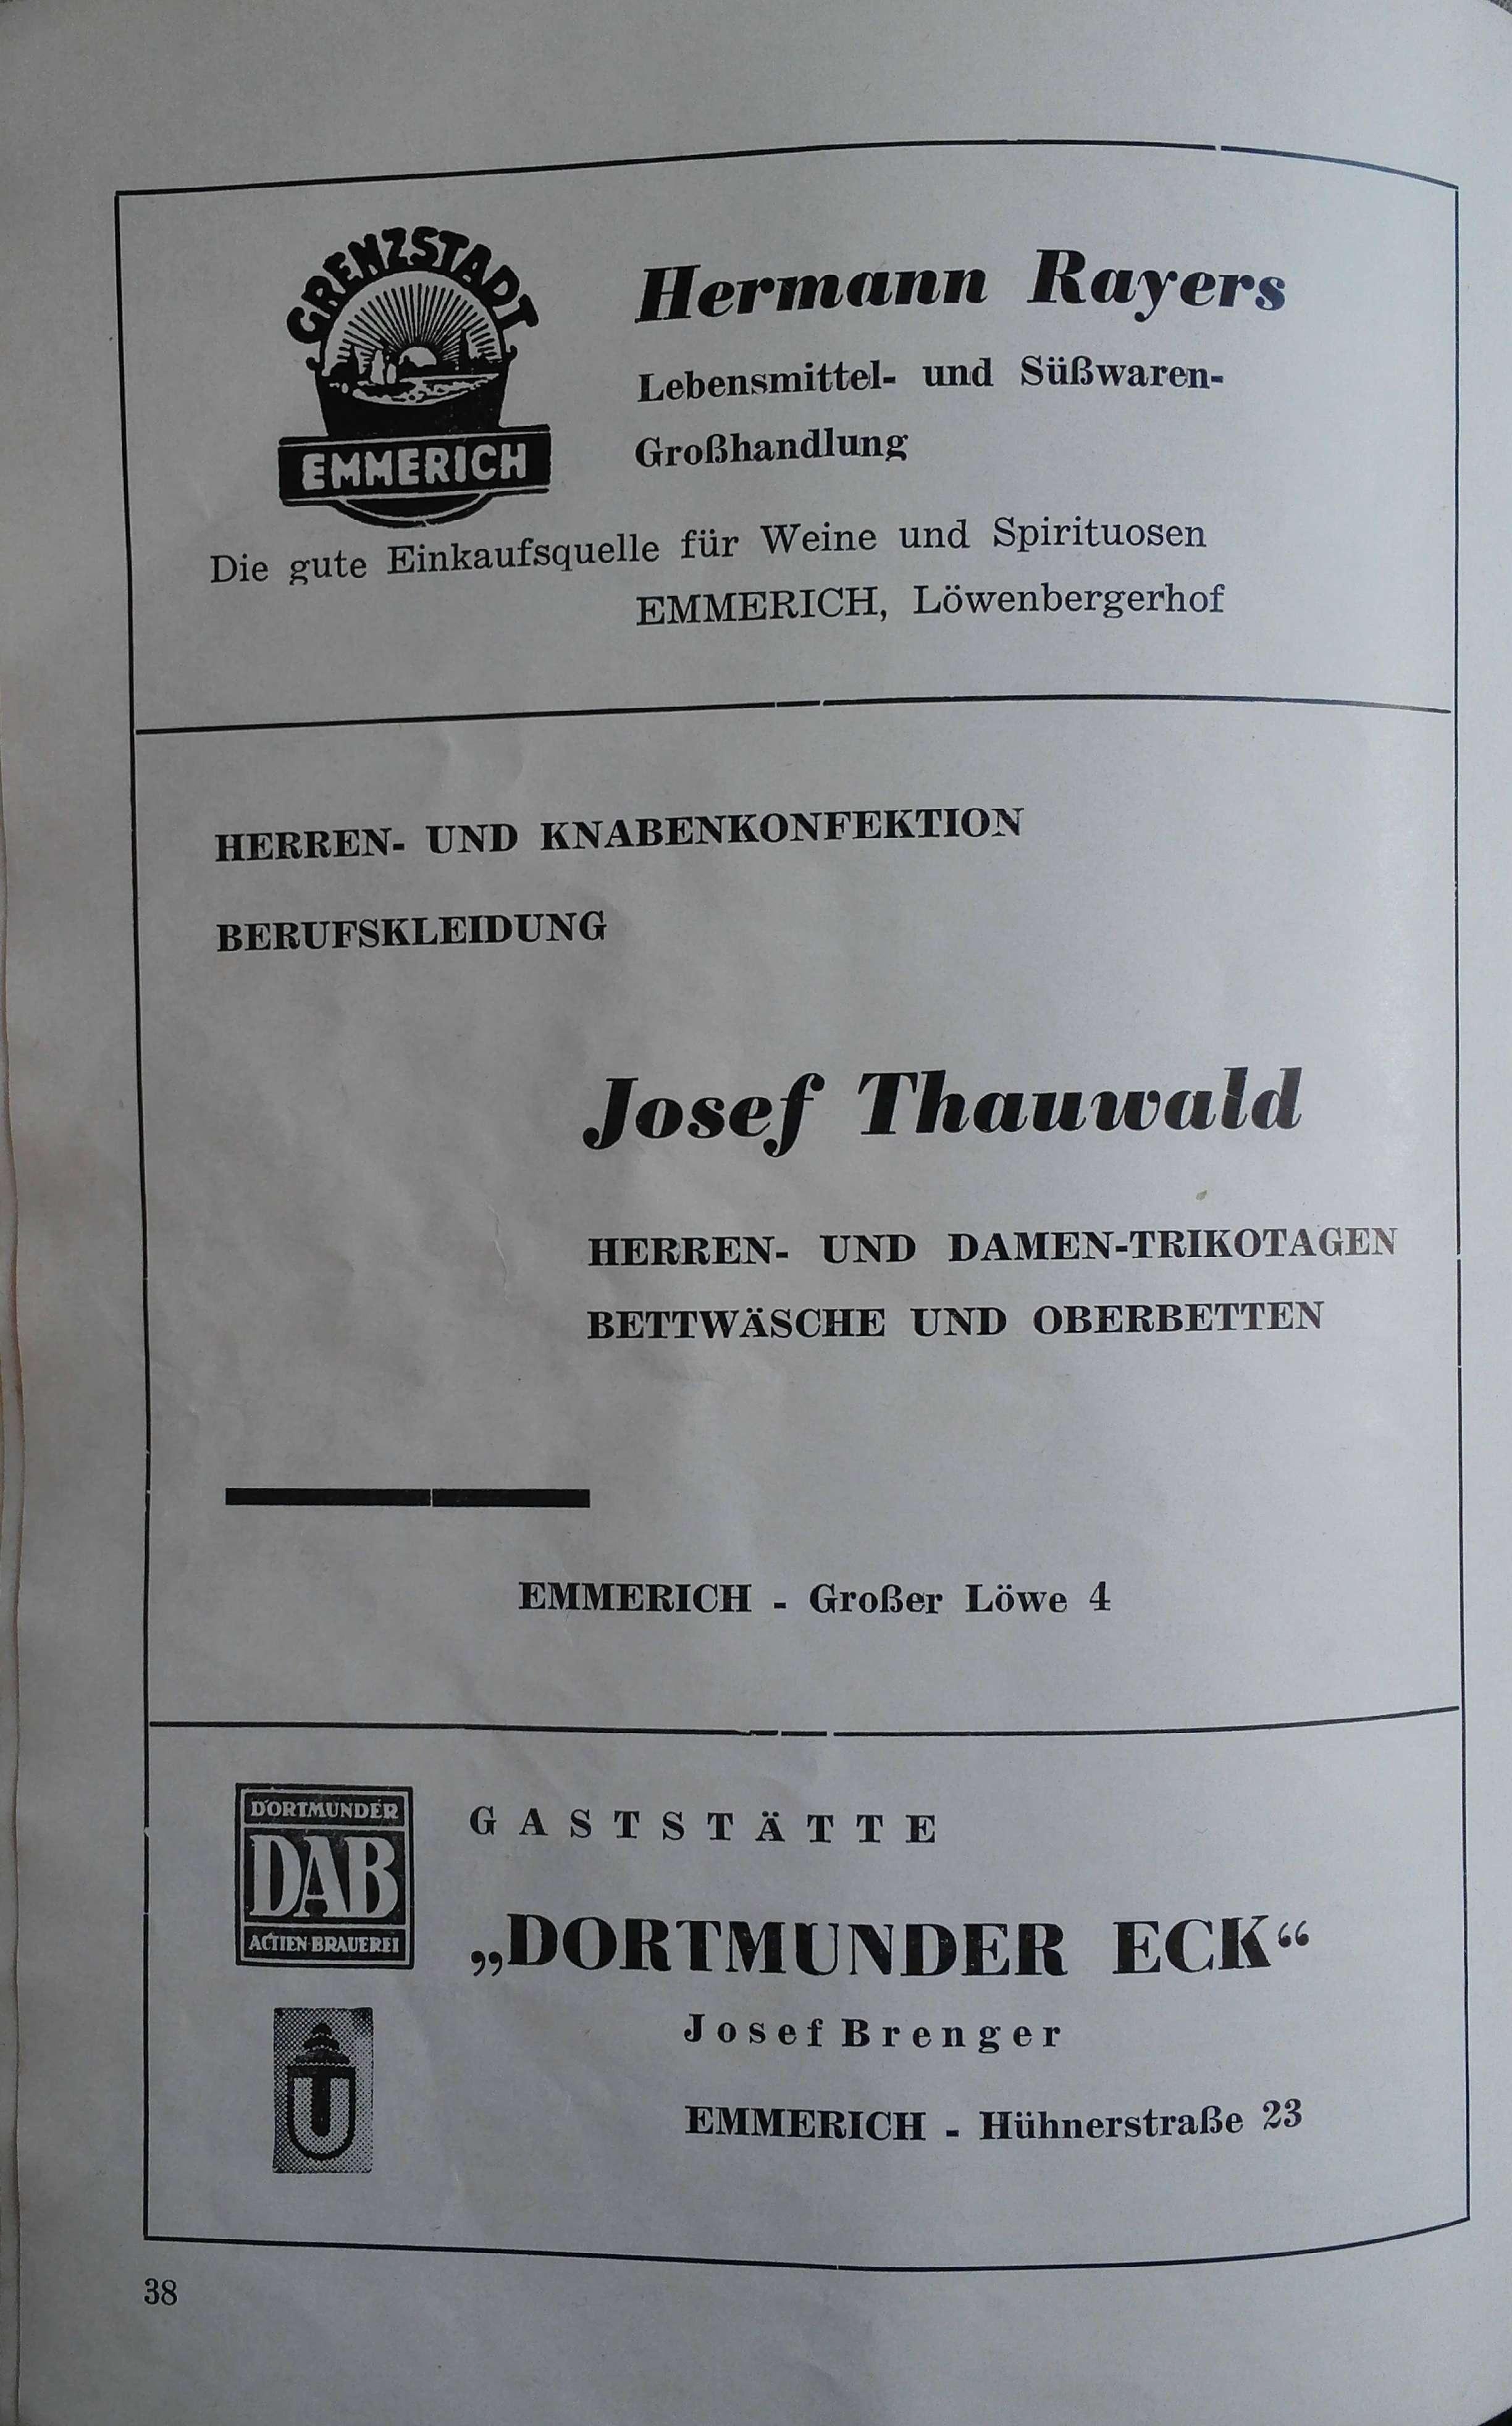 GRENZSTADT
EMMERICH
Hermann Rayers
Lebensmittel- und Süßwaren-
Großhandlung
Die gute Einkaufsquelle für Weine und Spirituosen
EMMERICH, Löwenbergerhof
HERREN- UND KNABENKONFEKTION
BERUFSKLEIDUNG
Josef Thauwald
HERREN- UND DAMEN-TRIKOTAGEN
BETTWÄSCHE UND OBERBETTEN
EMMERICH - Großer Löwe 4
DORTMUNDER
DAB
ACTIEN-BRAUEREI
GASTSTÄTTE
„DORTMUNDER ECK“
Josef Brenger
U
EMMERICH - Hühnerstraße 23
38